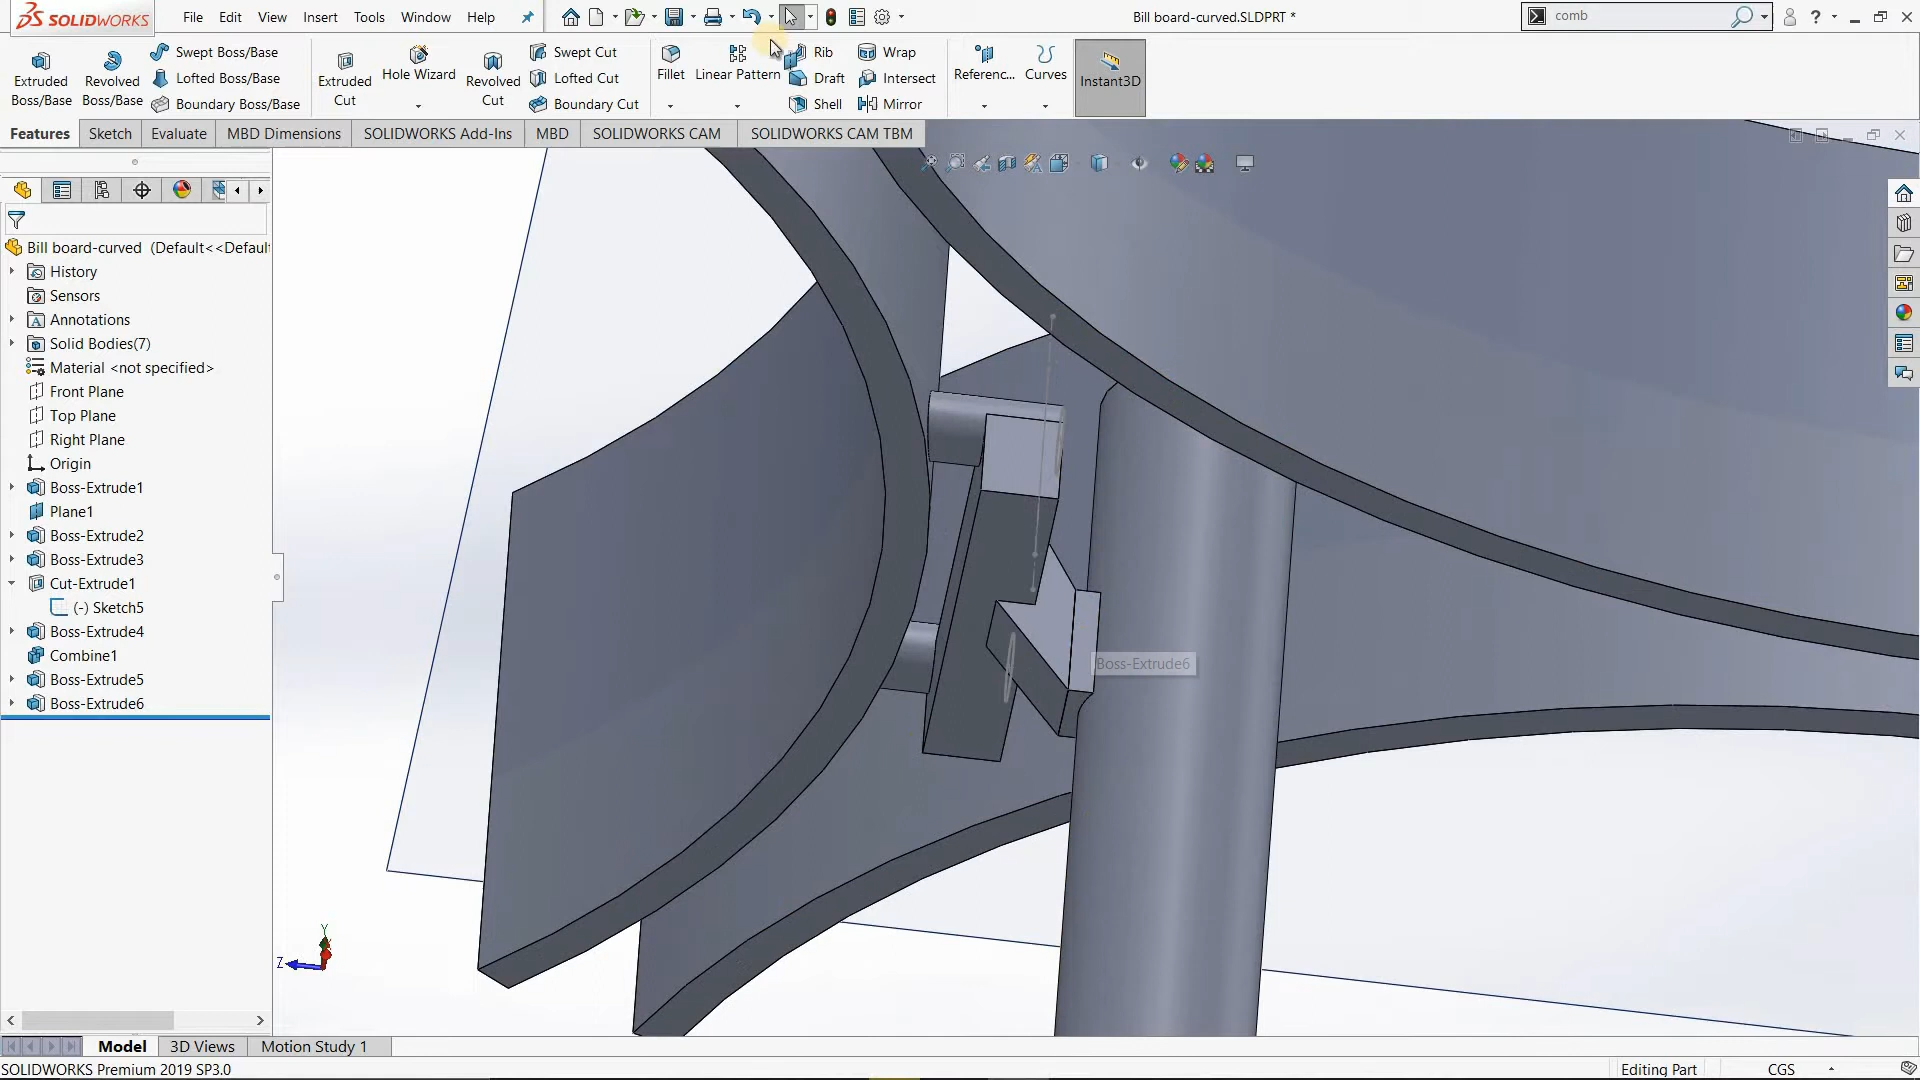 SOLIDWORKS File Edit View Insert Tools Window Help Bill board-curved.SLDPRT * comb
Extruded Boss/Base Revolved Boss/Base Swept Boss/Base Lofted Boss/Base Boundary Boss/Base Extruded Cut Hole Wizard Revolved Cut Swept Cut Lofted Cut Boundary Cut Fillet Linear Pattern Rib Draft Shell Wrap Intersect Mirror Referenc... Curves Instant3D
Features Sketch Evaluate MBD Dimensions SOLIDWORKS Add-Ins MBD SOLIDWORKS CAM SOLIDWORKS CAM TBM
Bill board-curved (Default<<Defaul
History
Sensors
Annotations
Solid Bodies(7)
Material <not specified>
Front Plane
Top Plane
Right Plane
Origin
Boss-Extrude1
Plane1
Boss-Extrude2
Boss-Extrude3
Cut-Extrude1
(-) Sketch5
Boss-Extrude4
Combine1
Boss-Extrude5
Boss-Extrude6
Boss-Extrude6
Y
Z
Model 3D Views Motion Study 1
SOLIDWORKS Premium 2019 SP3.0 Editing Part CGS